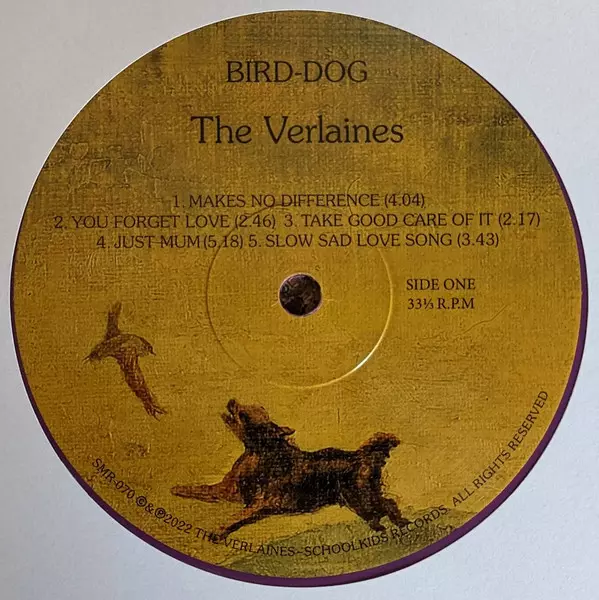 BIRD-DOG
The Verlaines
1. MAKES NO DIFFERENCE (4.04)
2. YOU FORGET LOVE (2.46) 3. TAKE GOOD CARE OF IT (2.17)
4. JUST MUM (5.18) 5. SLOW SAD LOVE SONG (3.43)
SIDE ONE
33⅓ R.P.M
SMR-070 ©&℗2022 THE VERLAINES–SCHOOLKIDS RECORDS. ALL RIGHTS RESERVED